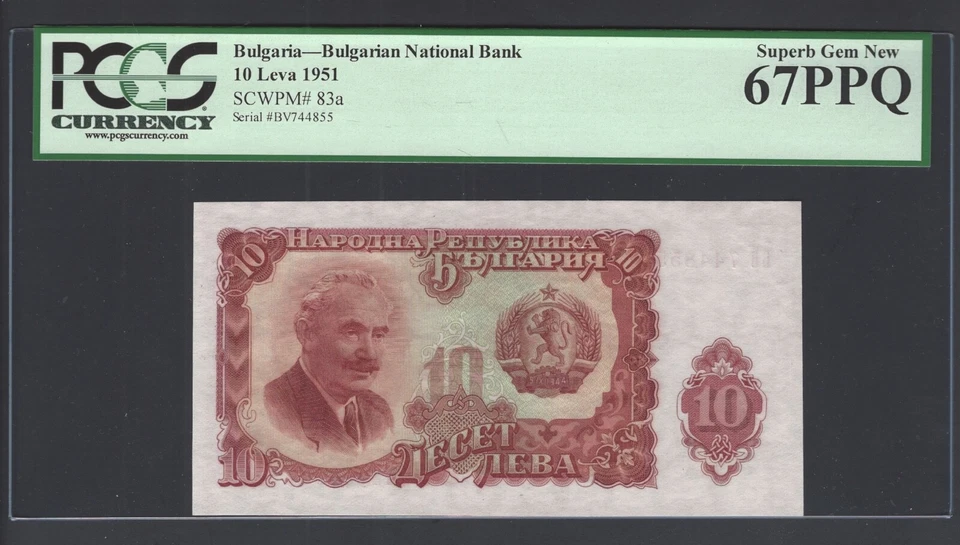 PCGS
CURRENCY
www.pcgscurrency.com
Bulgaria—Bulgarian National Bank
10 Leva 1951
SCWPM# 83a
Serial #BV744855
Superb Gem New
67PPQ
10 НАРОДНА РЕПУБЛИКА
БЪЛГАРИЯ 10
10
10
10 ДЕСЕТ
ЛЕВА